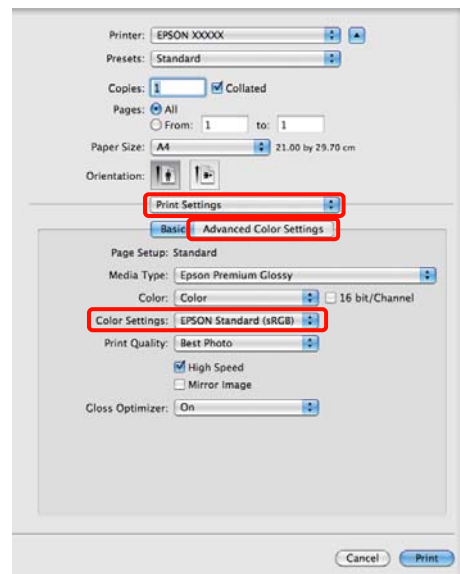 Printer: EPSON XXXXX
Presets: Standard
Copies: 1 Collated
Pages: All
From: 1 to: 1
Paper Size: A4 21.00 by 29.70 cm
Orientation:
Print Settings
Basic Advanced Color Settings
Page Setup: Standard
Media Type: Epson Premium Glossy
Color: Color 16 bit/Channel
Color Settings: EPSON Standard (sRGB)
Print Quality: Best Photo
High Speed
Mirror Image
Gloss Optimizer: On
Cancel Print